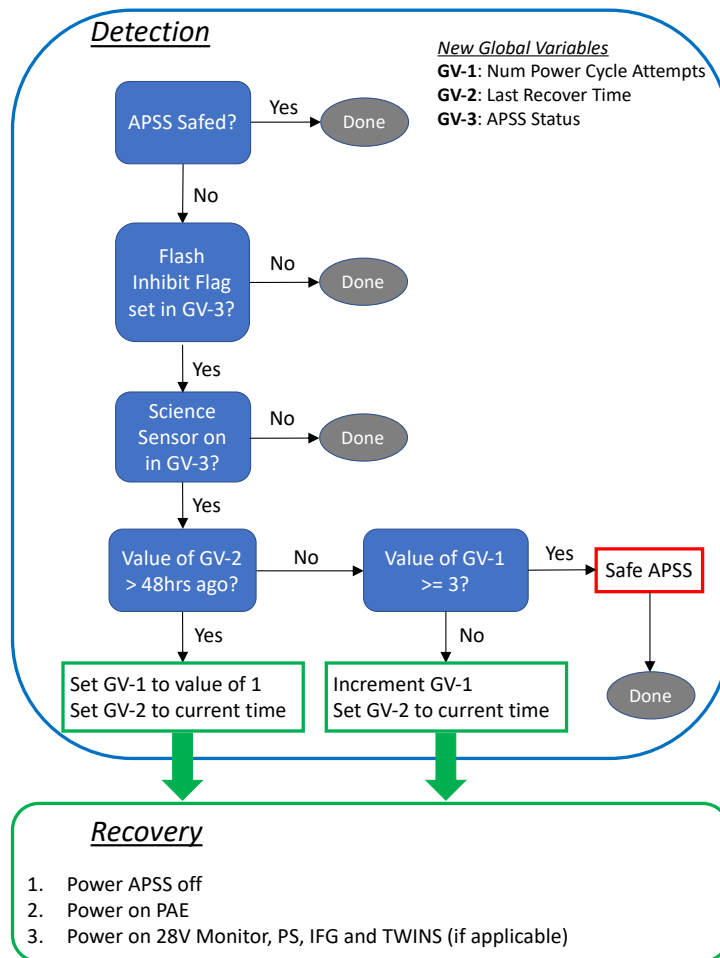 Detection
New Global Variables
GV-1: Num Power Cycle Attempts
GV-2: Last Recover Time
GV-3: APSS Status
APSS Safed?
Yes
Done
No
Flash
Inhibit Flag
set in GV-3?
No
Done
Yes
Science
Sensor on
in GV-3?
No
Done
Yes
Value of GV-2
> 48hrs ago?
No
Value of GV-1
>= 3?
Yes
Safe APSS
Yes
No
Done
Set GV-1 to value of 1
Set GV-2 to current time
Increment GV-1
Set GV-2 to current time
Recovery
1. Power APSS off
2. Power on PAE
3. Power on 28V Monitor, PS, IFG and TWINS (if applicable)